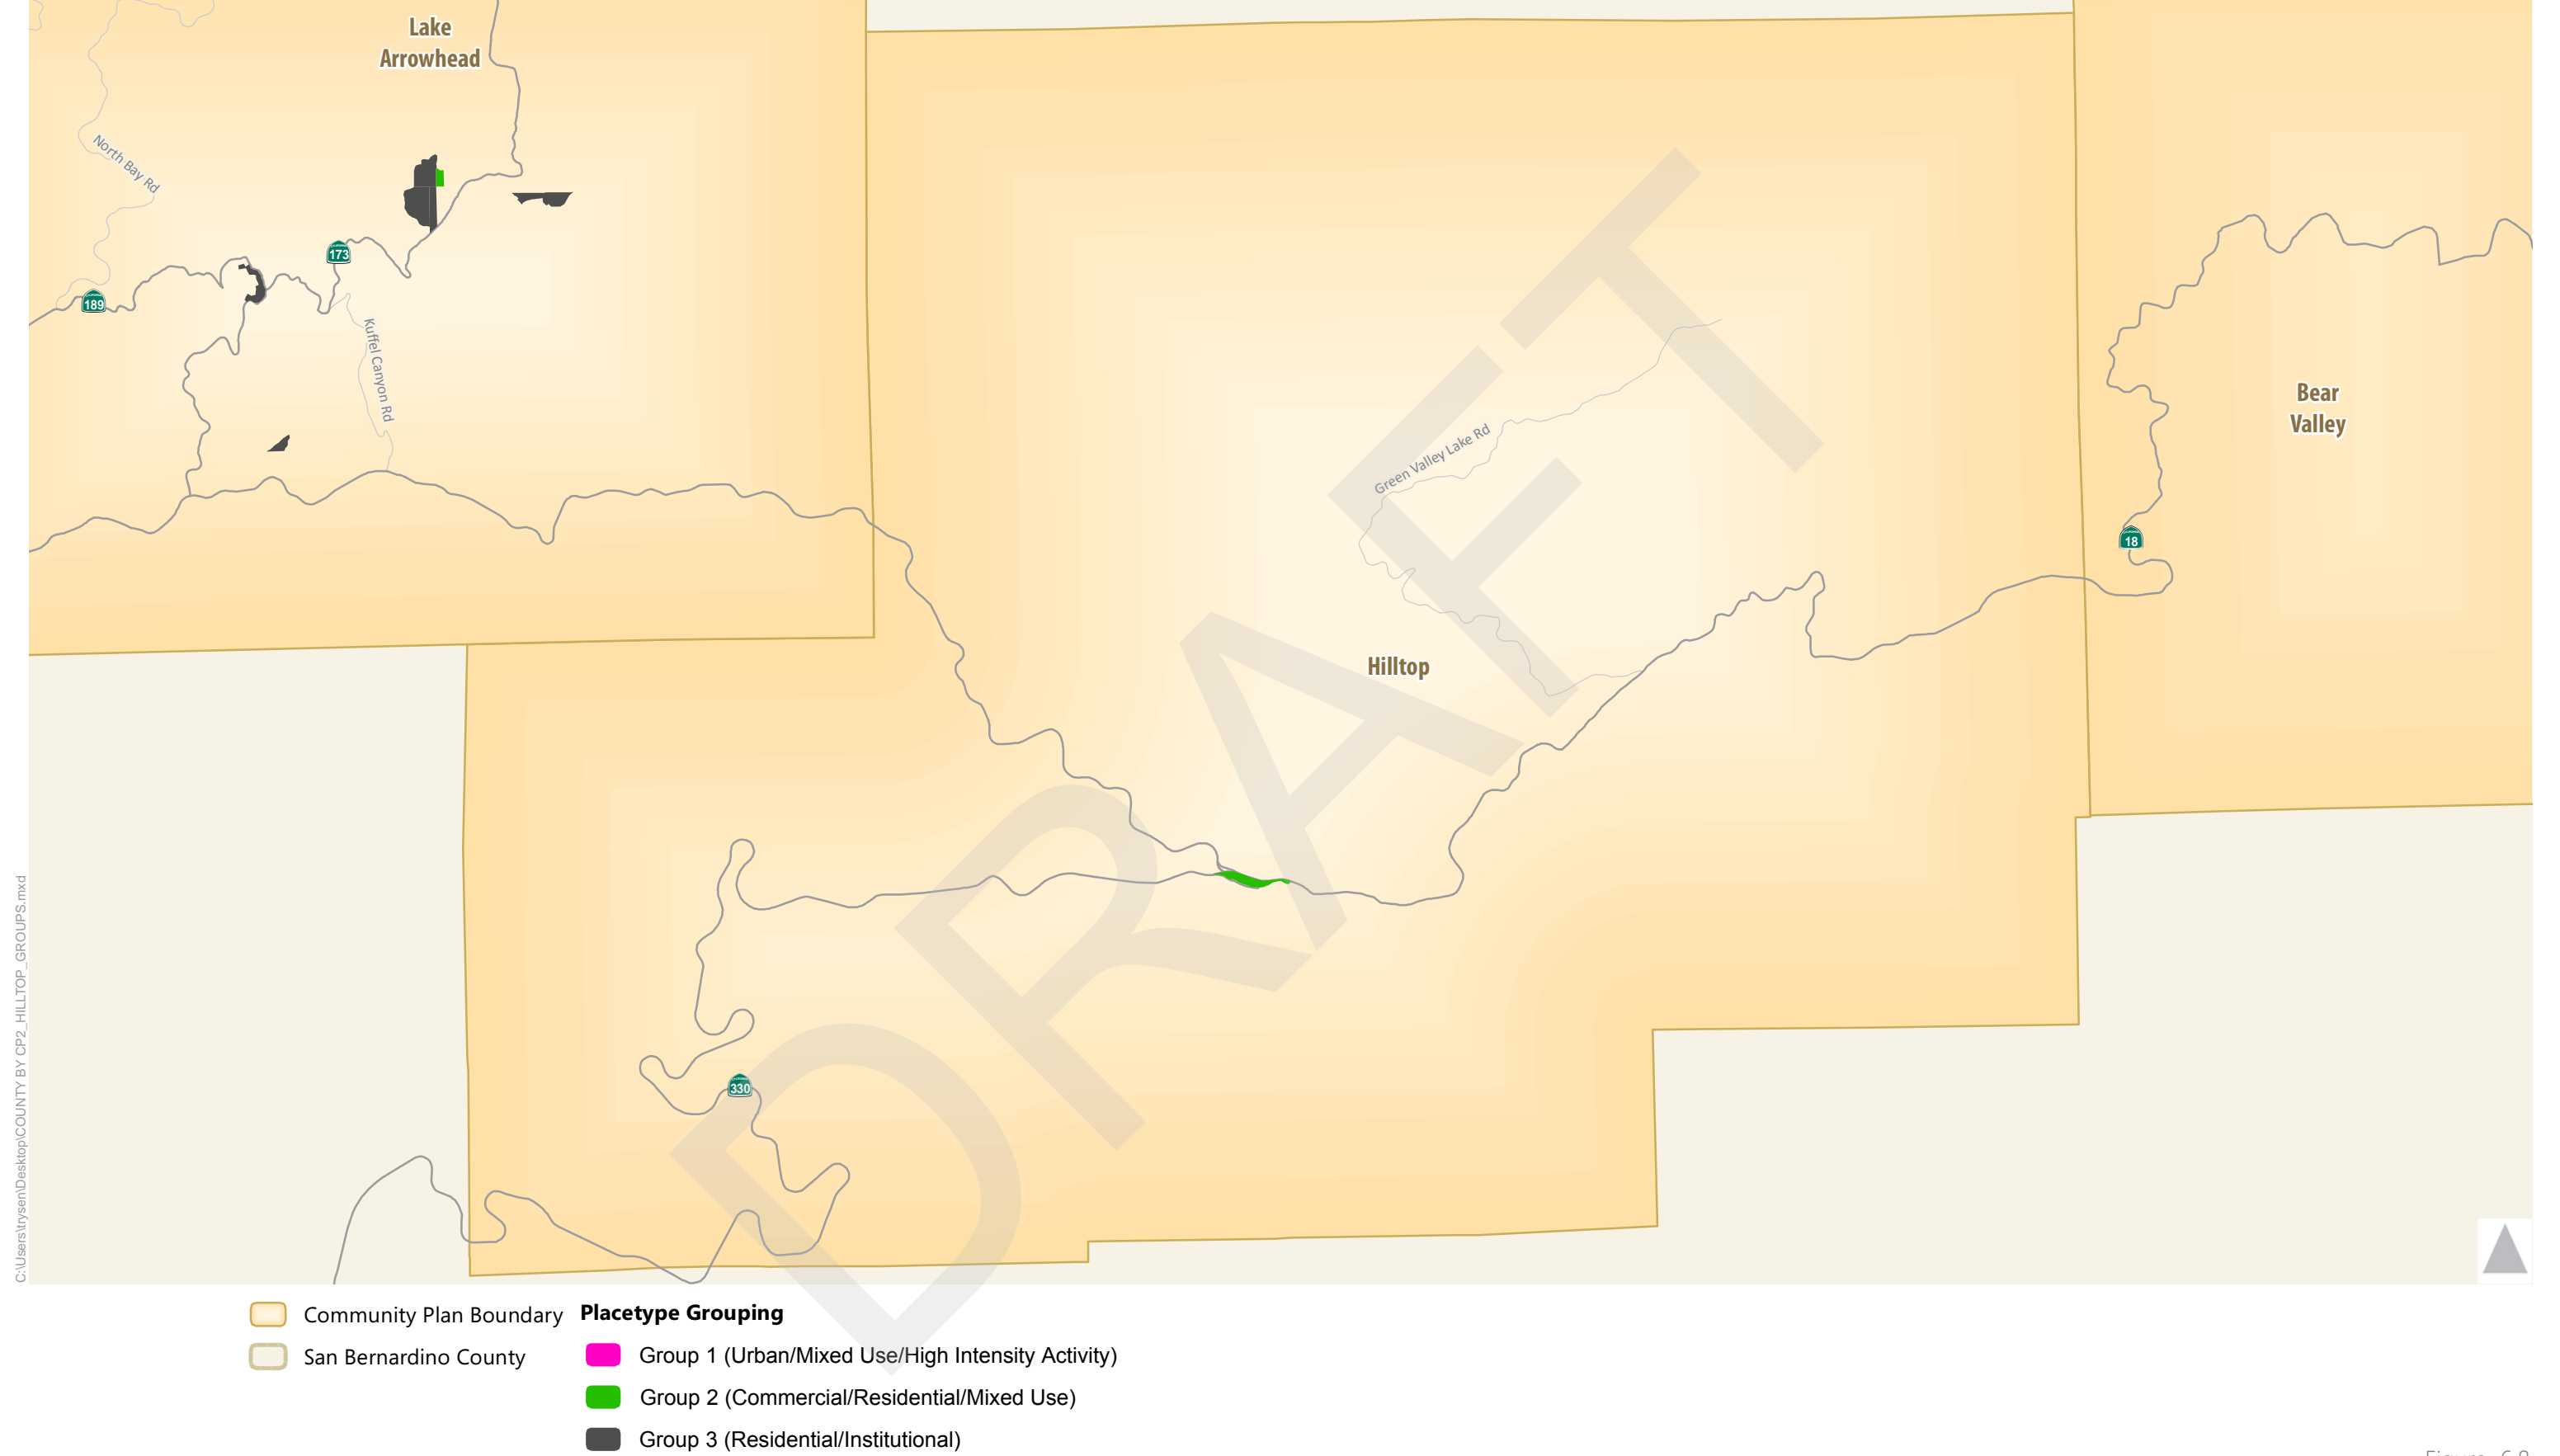 Lake
Arrowhead
North Bay Rd
173
189
Kuffel Canyon Rd
Green Valley Lake Rd
Bear
Valley
18
Hilltop
330
DRAFT
C:\Users\trysen\Desktop\COUNTY BY CP2_HILLTOP_GROUPS.mxd
Community Plan Boundary
San Bernardino County
Placetype Grouping
Group 1 (Urban/Mixed Use/High Intensity Activity)
Group 2 (Commercial/Residential/Mixed Use)
Group 3 (Residential/Institutional)